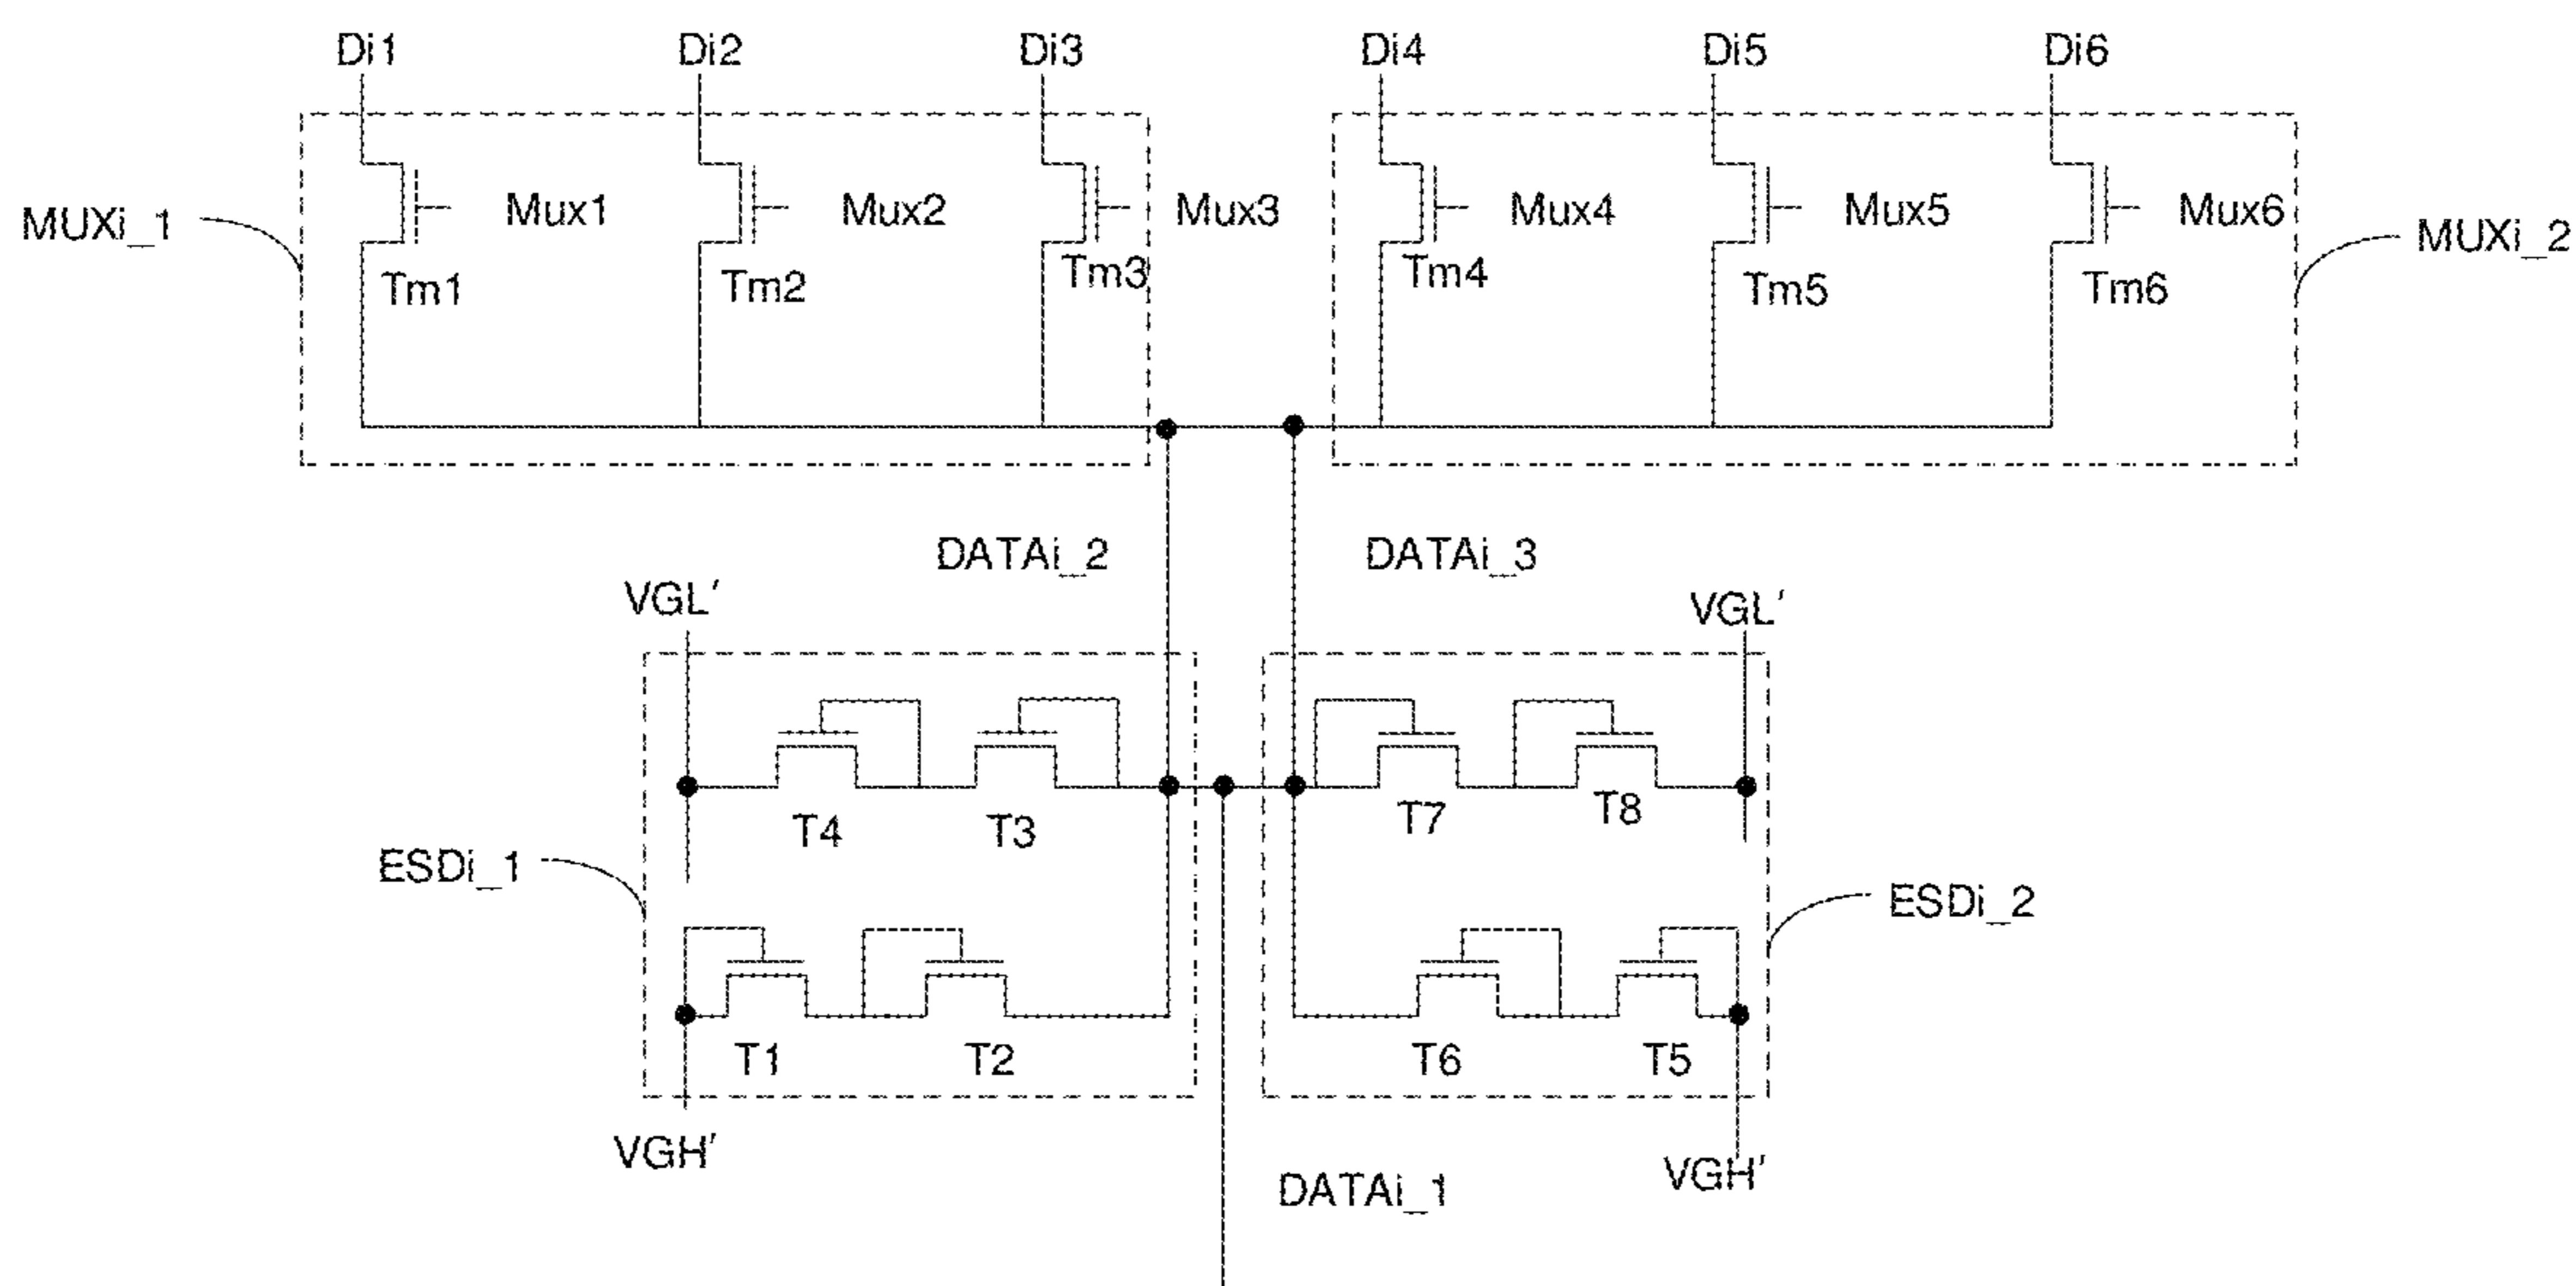 Di1 Di2 Di3 Di4 Di5 Di6
MUXi_1 Mux1 Mux2 Mux3 Mux4 Mux5 Mux6 MUXi_2
Tm1 Tm2 Tm3 Tm4 Tm5 Tm6
DATAi_2 DATAi_3
VGL' VGL'
T4 T3 T7 T8
ESDi_1 ESDi_2
T1 T2 T6 T5
VGH' VGH'
DATAi_1